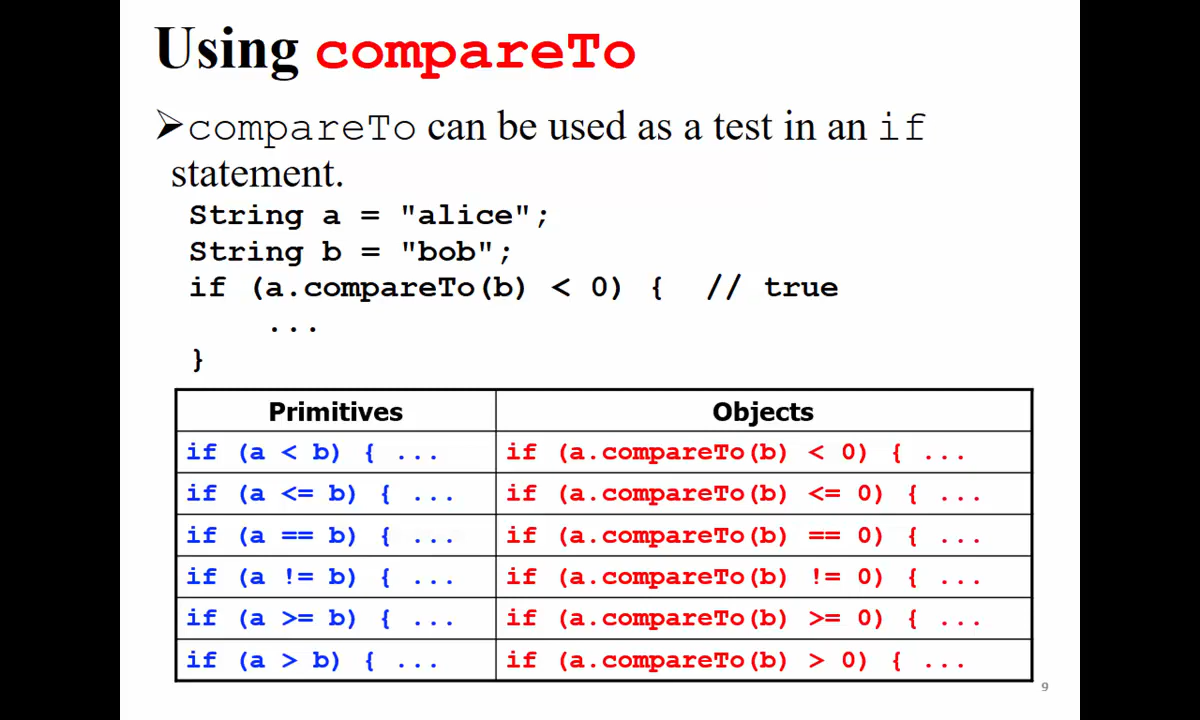 Using compareTo
➢compareTo can be used as a test in an if
statement.
String a = "alice";
String b = "bob";
if (a.compareTo(b) < 0) {  // true
...
}
Primitives Objects
if (a < b) { ... if (a.compareTo(b) < 0) { ...
if (a <= b) { ... if (a.compareTo(b) <= 0) { ...
if (a == b) { ... if (a.compareTo(b) == 0) { ...
if (a != b) { ... if (a.compareTo(b) != 0) { ...
if (a >= b) { ... if (a.compareTo(b) >= 0) { ...
if (a > b) { ... if (a.compareTo(b) > 0) { ...
9